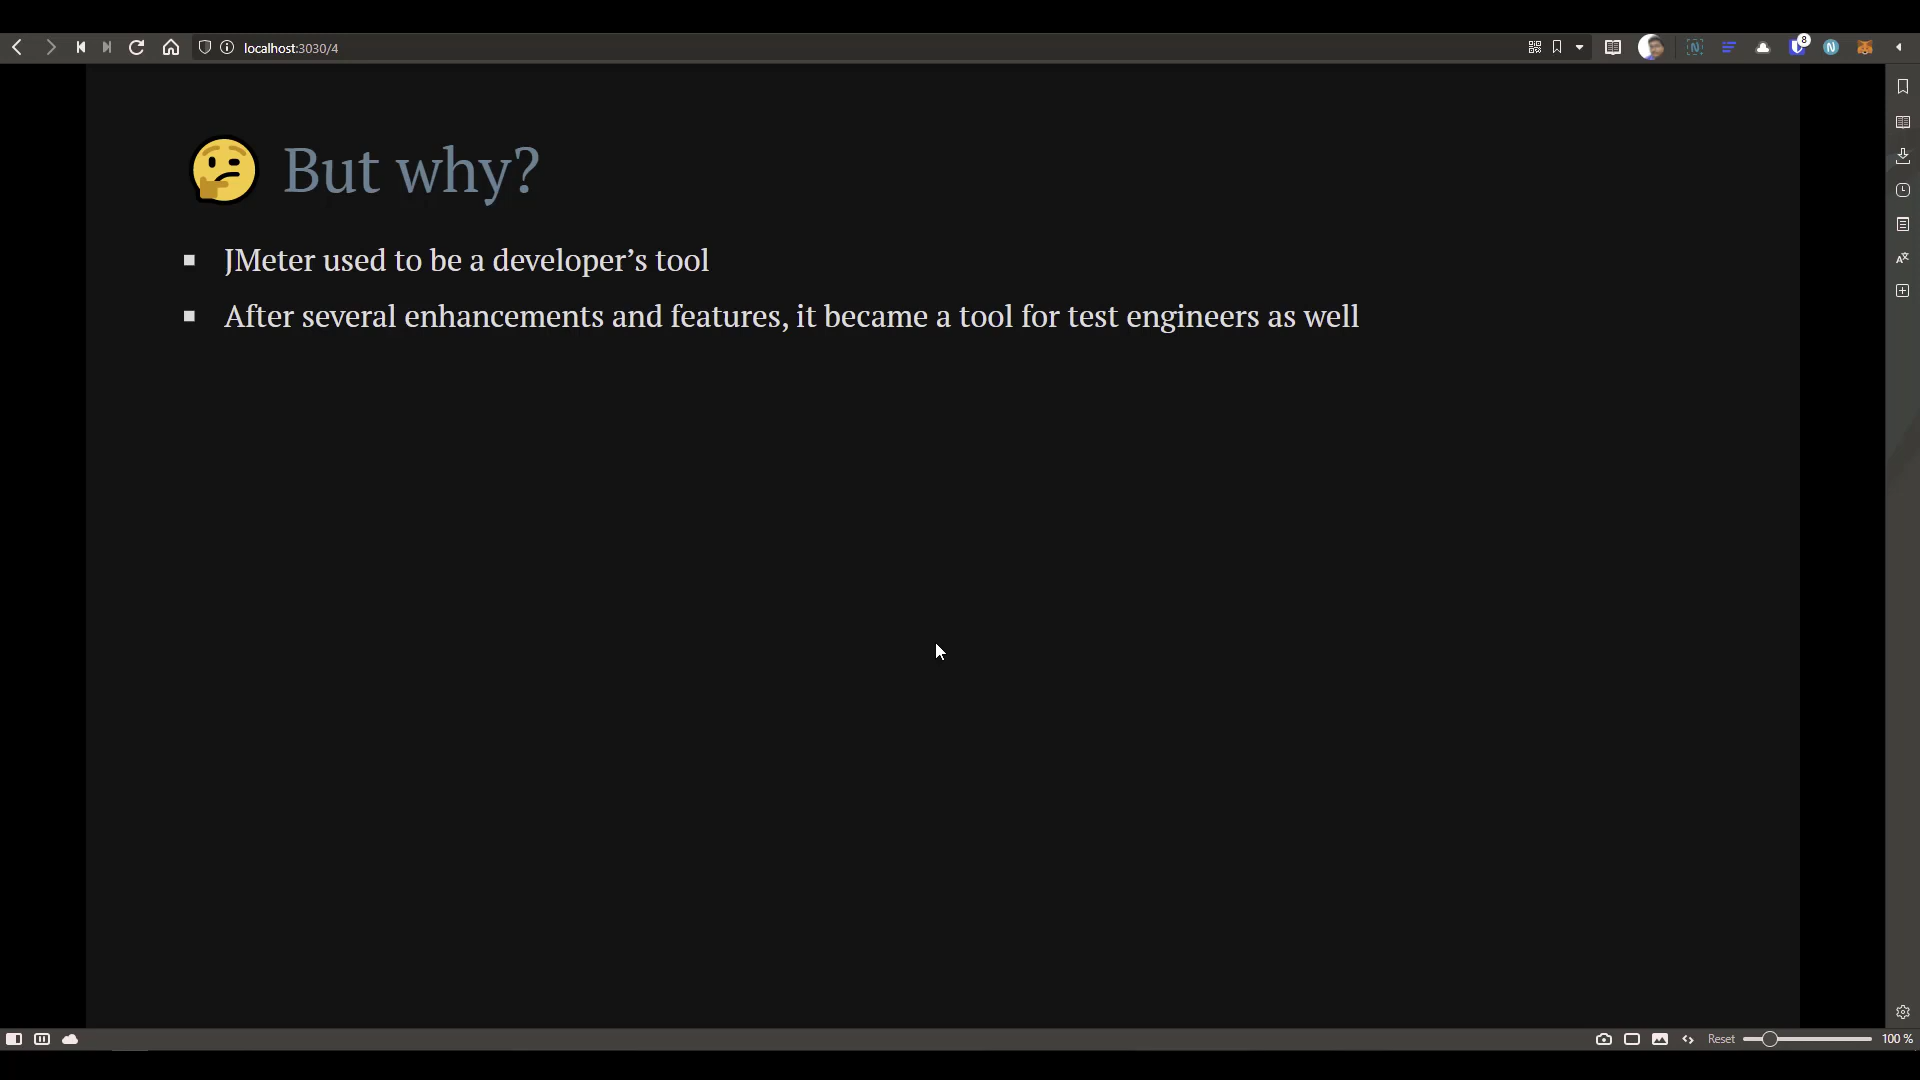 localhost:3030/4
8
🤔 But why?
▪ JMeter used to be a developer’s tool
▪ After several enhancements and features, it became a tool for test engineers as well
Reset 100 %